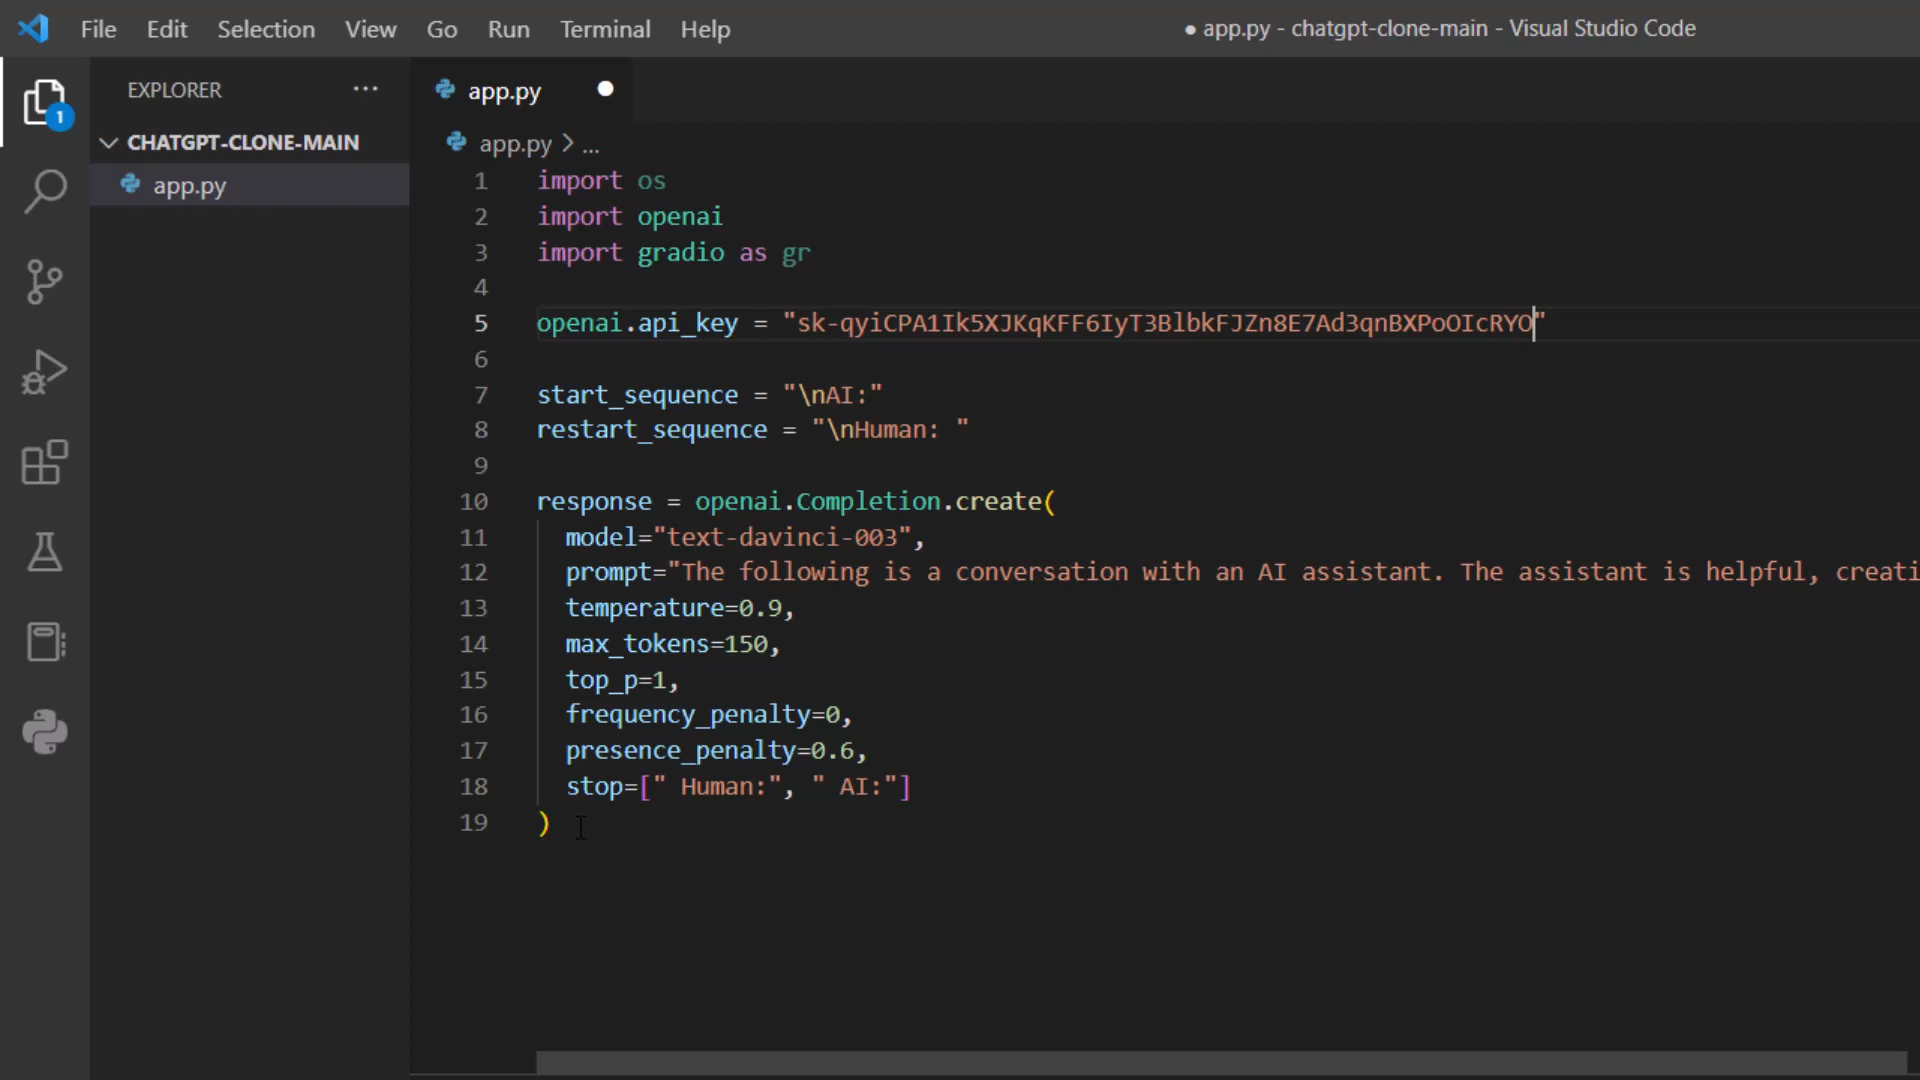 File Edit Selection View Go Run Terminal Help
● app.py - chatgpt-clone-main - Visual Studio Code
EXPLORER ···
1
CHATGPT-CLONE-MAIN
app.py
app.py
app.py > ...
1 import os
2 import openai
3 import gradio as gr
4
5 openai.api_key = "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"
6
7 start_sequence = "\nAI:"
8 restart_sequence = "\nHuman: "
9
10 response = openai.Completion.create(
11 model="text-davinci-003",
12 prompt="The following is a conversation with an AI assistant. The assistant is helpful, creati
13 temperature=0.9,
14 max_tokens=150,
15 top_p=1,
16 frequency_penalty=0,
17 presence_penalty=0.6,
18 stop=[" Human:", " AI:"]
19 )